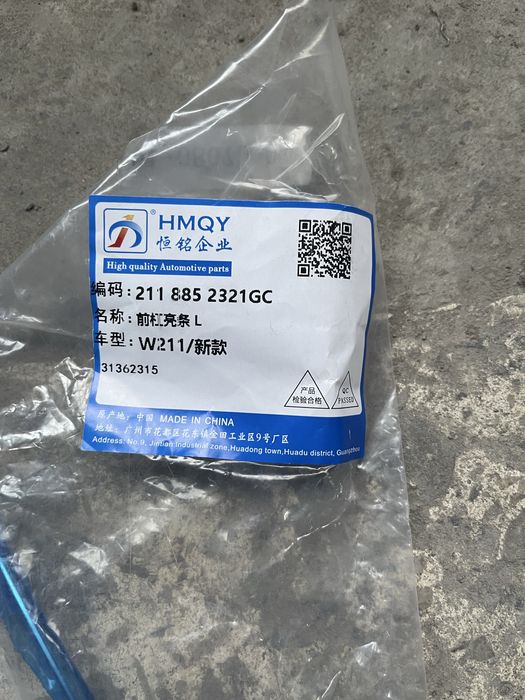 ® HMQY
恒铭企业
High quality Automotive parts
编码: 211 885 2321GC
名称: 前杠亮条 L
车型: W211/新款
31362315
产品
检验合格
QC
PASSED
原产地: 中国 MADE IN CHINA
地址: 广州市花都区花东镇金田工业区9号厂区
Address: No.9, Jintian Industrial zone,Huadong town,Huadu district, Guangzhou